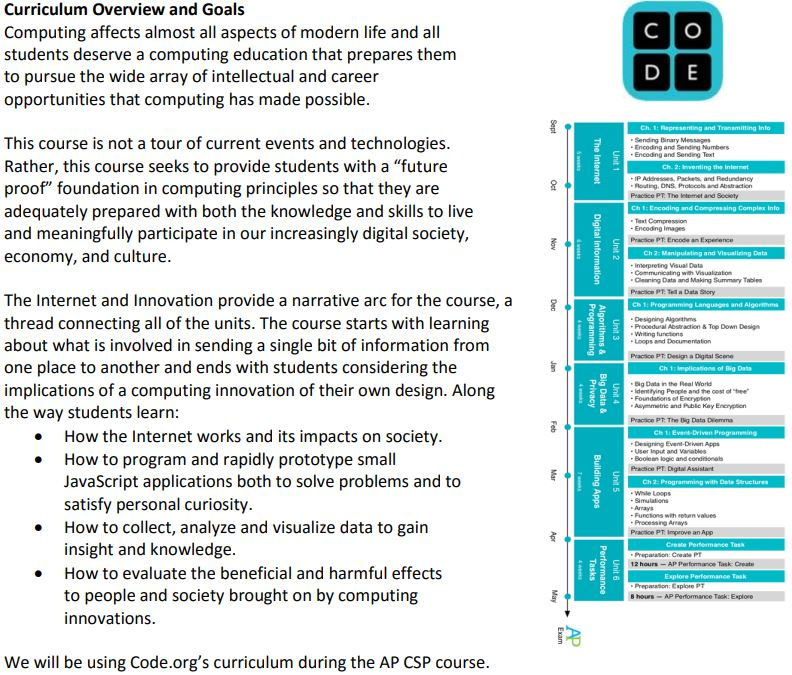 Curriculum Overview and Goals
Computing affects almost all aspects of modern life and all
students deserve a computing education that prepares them
to pursue the wide array of intellectual and career
opportunities that computing has made possible.
This course is not a tour of current events and technologies.
Rather, this course seeks to provide students with a “future
proof” foundation in computing principles so that they are
adequately prepared with both the knowledge and skills to live
and meaningfully participate in our increasingly digital society,
economy, and culture.
The Internet and Innovation provide a narrative arc for the course, a
thread connecting all of the units. The course starts with learning
about what is involved in sending a single bit of information from
one place to another and ends with students considering the
implications of a computing innovation of their own design. Along
the way students learn:
• How the Internet works and its impacts on society.
• How to program and rapidly prototype small
JavaScript applications both to solve problems and to
satisfy personal curiosity.
• How to collect, analyze and visualize data to gain
insight and knowledge.
• How to evaluate the beneficial and harmful effects
to people and society brought on by computing
innovations.
We will be using Code.org’s curriculum during the AP CSP course.
C O
D E
Sept
Oct
Nov
Dec
Jan
Feb
Mar
Apr
May
AP
Exam
Unit 1
The Internet
6 weeks
Ch. 1: Representing and Transmitting Info
• Sending Binary Messages
• Encoding and Sending Numbers
• Encoding and Sending Text
Ch. 2: Inventing the Internet
• IP Addresses, Packets, and Redundancy
• Routing, DNS, Protocols and Abstraction
Practice PT: The Internet and Society
Unit 2
Digital Information
6 weeks
Ch 1: Encoding and Compressing Complex Info
• Text Compression
• Encoding Images
Practice PT: Encode an Experience
Ch 2: Manipulating and Visualizing Data
• Interpreting Visual Data
• Communicating with Visualization
• Cleaning Data and Making Summary Tables
Practice PT: Tell a Data Story
Unit 3
Algorithms &
Programming
4 weeks
Ch 1: Programming Languages and Algorithms
• Designing Algorithms
• Procedural Abstraction & Top Down Design
• Writing functions
• Loops and Documentation
Practice PT: Design a Digital Scene
Unit 4
Big Data &
Privacy
4 weeks
Ch 1: Implications of Big Data
• Big Data in the Real World
• Identifying People and the cost of “free”
• Foundations of Encryption
• Asymmetric and Public Key Encryption
Practice PT: The Big Data Dilemma
Unit 5
Building Apps
7 weeks
Ch 1: Event-Driven Programming
• Designing Event-Driven Apps
• User Input and Variables
• Boolean logic and conditionals
Practice PT: Digital Assistant
Ch 2: Programming with Data Structures
• While Loops
• Simulations
• Arrays
• Functions with return values
• Processing Arrays
Practice PT: Improve an App
Unit 6
Performance
Tasks
4 weeks
Create Performance Task
• Preparation: Create PT
12 hours — AP Performance Task: Create
Explore Performance Task
• Preparation: Explore PT
8 hours — AP Performance Task: Explore